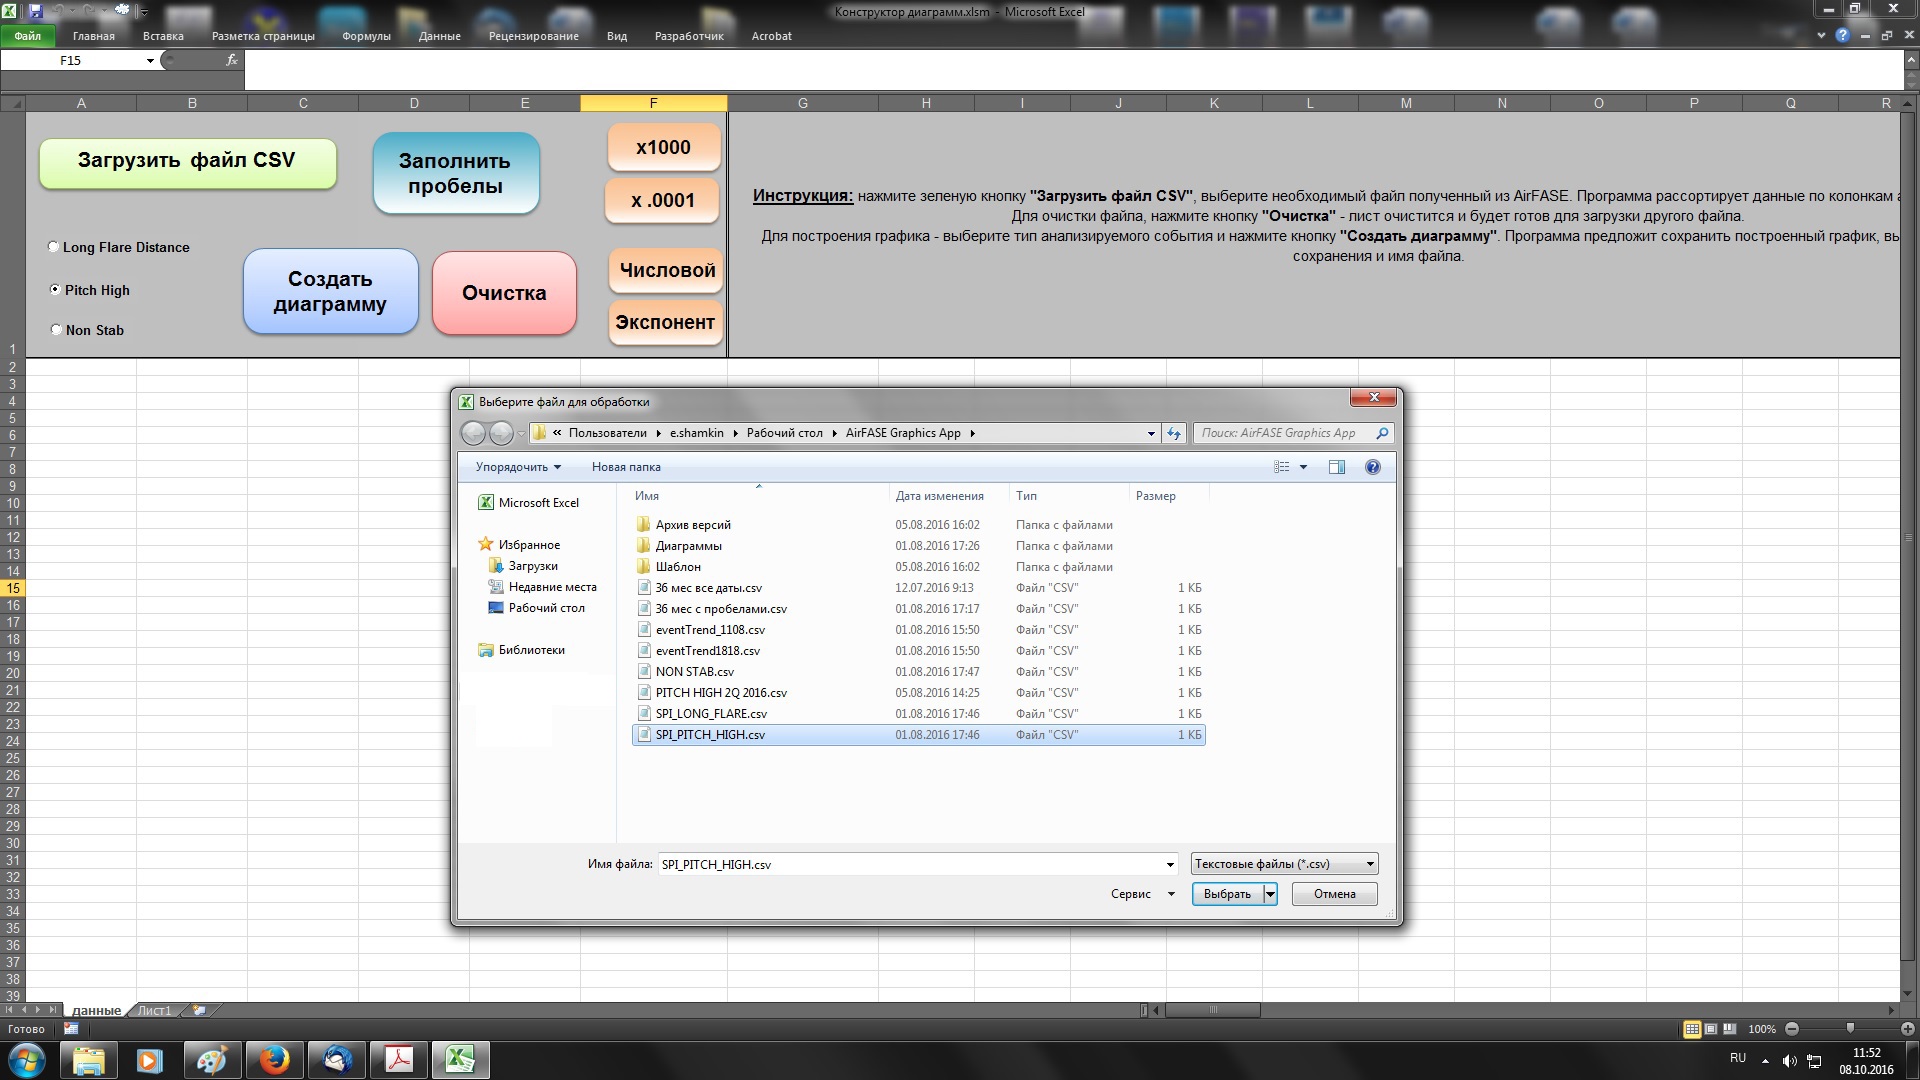 Конструктор диаграмм.xlsm - Microsoft Excel
Файл Главная Вставка Разметка страницы Формулы Данные Рецензирование Вид Разработчик Acrobat
F15 fx
A B C D E F G H I J K L M N O P Q R
Загрузить файл CSV
Заполнить
пробелы
x1000
x .0001
Long Flare Distance
Pitch High
Non Stab
Создать
диаграмму
Очистка
Числовой
Экспонент
Инструкция: нажмите зеленую кнопку "Загрузить файл CSV", выберите необходимый файл полученный из AirFASE. Программа рассортирует данные по колонкам а
Для очистки файла, нажмите кнопку "Очистка" - лист очистится и будет готов для загрузки другого файла.
Для построения графика - выберите тип анализируемого события и нажмите кнопку "Создать диаграмму". Программа предложит сохранить построенный график, вы
сохранения и имя файла.
1
2
3
4
5
6
7
8
9
10
11
12
13
14
15
16
17
18
19
20
21
22
23
24
25
26
27
28
29
30
31
32
33
34
35
36
37
38
39
Выберите файл для обработки
« Пользователи e.shamkin Рабочий стол AirFASE Graphics App
Поиск: AirFASE Graphics App
Упорядочить Новая папка
Microsoft Excel
Избранное
Загрузки
Недавние места
Рабочий стол
Библиотеки
Имя Дата изменения Тип Размер
Архив версий 05.08.2016 16:02 Папка с файлами
Диаграммы 01.08.2016 17:26 Папка с файлами
Шаблон 05.08.2016 16:02 Папка с файлами
36 мес все даты.csv 12.07.2016 9:13 Файл "CSV" 1 КБ
36 мес с пробелами.csv 01.08.2016 17:17 Файл "CSV" 1 КБ
eventTrend_1108.csv 01.08.2016 15:50 Файл "CSV" 1 КБ
eventTrend1818.csv 01.08.2016 15:50 Файл "CSV" 1 КБ
NON STAB.csv 01.08.2016 17:47 Файл "CSV" 1 КБ
PITCH HIGH 2Q 2016.csv 05.08.2016 14:25 Файл "CSV" 1 КБ
SPI_LONG_FLARE.csv 01.08.2016 17:46 Файл "CSV" 1 КБ
SPI_PITCH_HIGH.csv 01.08.2016 17:46 Файл "CSV" 1 КБ
Имя файла: SPI_PITCH_HIGH.csv Текстовые файлы (*.csv)
Сервис Выбрать Отмена
данные Лист1
Готово 100%
RU 11:52
08.10.2016